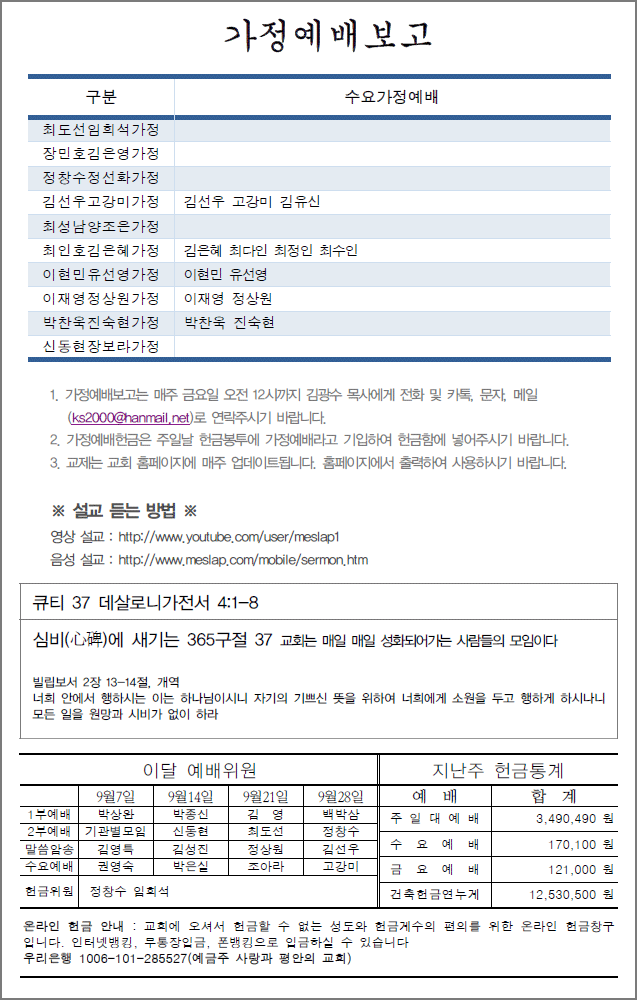 가정예배보고
구분 수요가정예배
최도선임희석가정
장민호김은영가정
정창수정선화가정
김선우고강미가정 김선우 고강미 김유신
최성남양조은가정
최인호김은혜가정 김은혜 최다인 최정인 최수인
이현민유선영가정 이현민 유선영
이재영정상원가정 이재영 정상원
박찬욱진숙현가정 박찬욱 진숙현
신동현장보라가정
1. 가정예배보고는 매주 금요일 오전 12시까지 김광수 목사에게 전화 및 카톡, 문자, 메일
(ks2000@hanmail.net)로 연락주시기 바랍니다.
2. 가정예배헌금은 주일날 헌금봉투에 가정예배라고 기입하여 헌금함에 넣어주시기 바랍니다.
3. 교제는 교회 홈페이지에 매주 업데이트됩니다. 홈페이지에서 출력하여 사용하시기 바랍니다.
※ 설교 듣는 방법 ※
영상 설교 : http://www.youtube.com/user/meslap1
음성 설교 : http://www.meslap.com/mobile/sermon.htm
큐티 37 데살로니가전서 4:1-8
심비(心碑)에 새기는 365구절 37 교회는 매일 매일 성화되어가는 사람들의 모임이다
빌립보서 2장 13-14절, 개역
너희 안에서 행하시는 이는 하나님이시니 자기의 기쁘신 뜻을 위하여 너희에게 소원을 두고 행하게 하시나니
모든 일을 원망과 시비가 없이 하라
이달 예배위원
9월7일 9월14일 9월21일 9월28일
1부예배 박상완 박종신 김 영 백박삼
2부예배 기관별모임 신동현 최도선 정창수
말씀암송 김영특 김성진 정상원 김선우
수요예배 권영숙 박은실 조아라 고강미
헌금위원 정창수 임희석
지난주 헌금통계
예 배 합 계
주 일 대 예 배 3,490,490 원
수 요 예 배 170,100 원
금 요 예 배 121,000 원
건축헌금연누계 12,530,500 원
온라인 헌금 안내 : 교회에 오셔서 헌금할 수 없는 성도와 헌금계수의 편의를 위한 온라인 헌금창구
입니다. 인터넷뱅킹, 무통장입금, 폰뱅킹으로 입금하실 수 있습니다
우리은행 1006-101-285527(예금주 사랑과 평안의 교회)